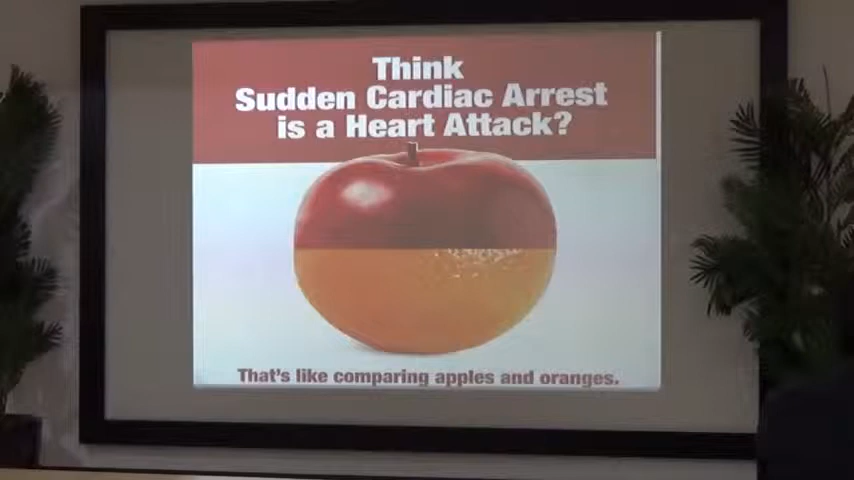 Think
Sudden Cardiac Arrest
is a Heart Attack?
That's like comparing apples and oranges.